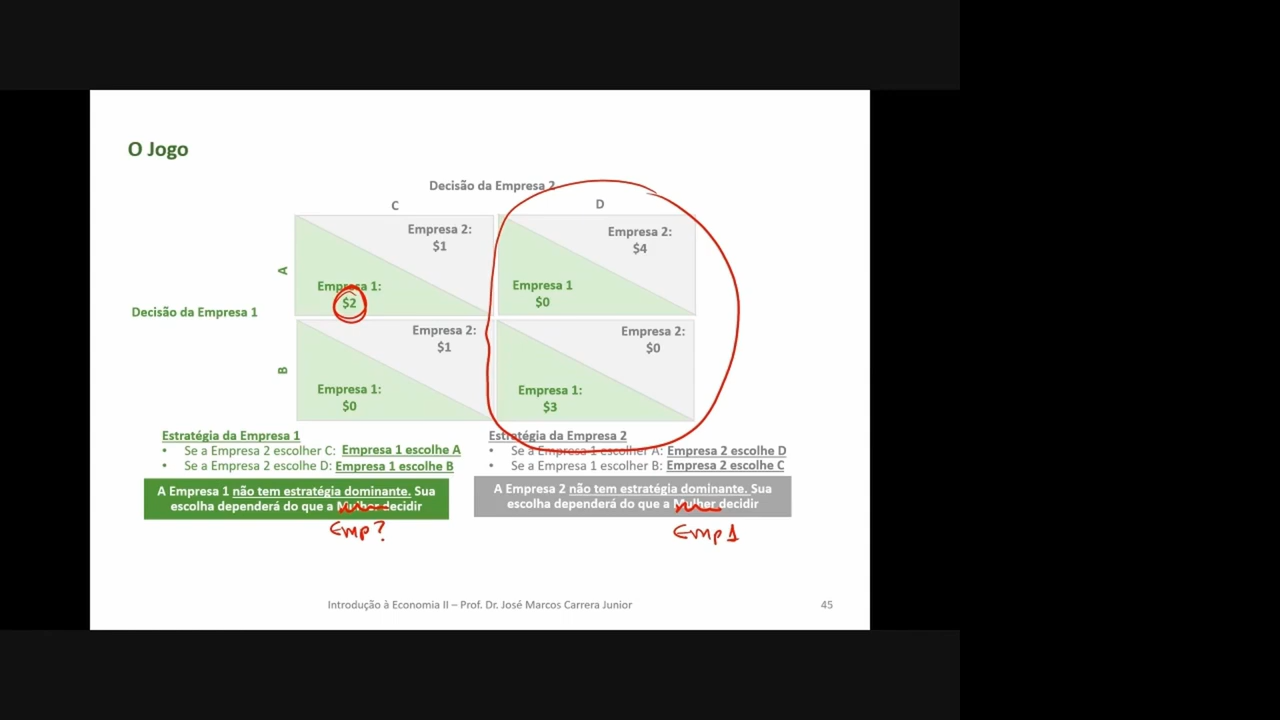 O Jogo
Decisão da Empresa 2
C
D
Empresa 2:
$1
Empresa 2:
$4
A
Empresa 1:
$2
Empresa 1
$0
Decisão da Empresa 1
Empresa 2:
$1
Empresa 2:
$0
B
Empresa 1:
$0
Empresa 1:
$3
Estratégia da Empresa 1
• Se a Empresa 2 escolher C: Empresa 1 escolhe A
• Se a Empresa 2 escolher D: Empresa 1 escolhe B
A Empresa 1 não tem estratégia dominante. Sua
escolha dependerá do que a Mulher decidir
Emp ?
Estratégia da Empresa 2
• Se a Empresa 1 escolher A: Empresa 2 escolhe D
• Se a Empresa 1 escolher B: Empresa 2 escolhe C
A Empresa 2 não tem estratégia dominante. Sua
escolha dependerá do que a Mulher decidir
Emp 1
Introdução à Economia II – Prof. Dr. José Marcos Carrera Junior
45